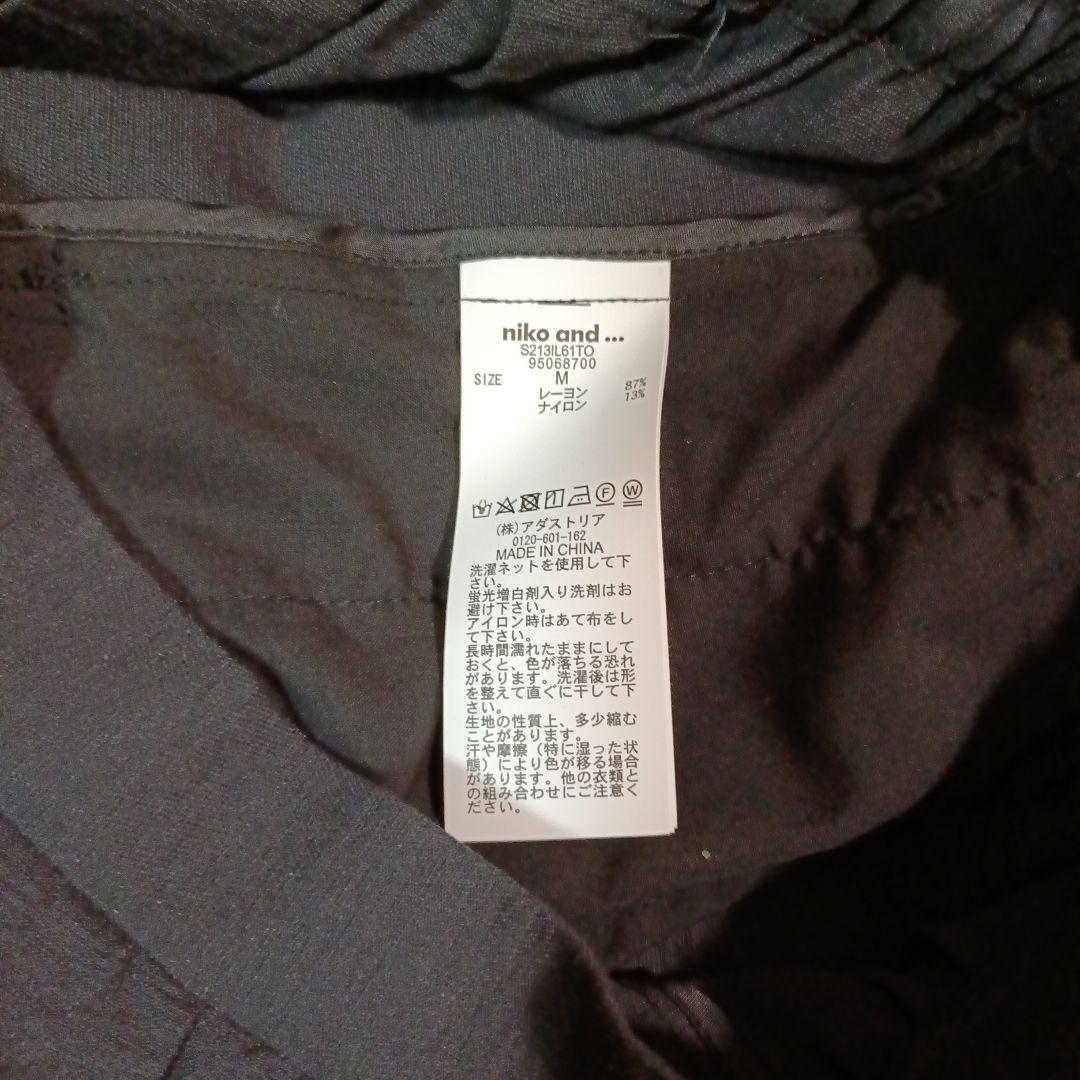 niko and ...
S213IL61TO
95068700
SIZE M
レーヨン 87%
ナイロン 13%
F W
(株)アダストリア
0120-601-162
MADE IN CHINA
洗濯ネットを使用して下
さい。
蛍光増白剤入り洗剤はお
避け下さい。
アイロン時はあて布をし
て下さい。
長時間濡れたままにして
おくと、色が落ちる恐れ
があります。洗濯後は形
を整えて直ぐに干して下
さい。
生地の性質上、多少縮む
ことがあります。
汗や摩擦(特に湿った状
態)により色が移る場合
があります。他の衣類と
の組み合わせにご注意く
ださい。